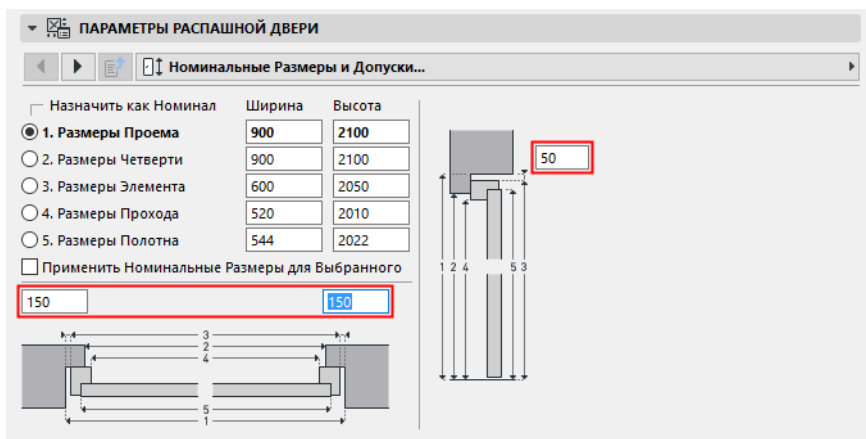 ПАРАМЕТРЫ РАСПАШНОЙ ДВЕРИ
Номинальные Размеры и Допуски...
Назначить как Номинал Ширина Высота
1. Размеры Проема 900 2100
2. Размеры Четверти 900 2100
3. Размеры Элемента 600 2050
4. Размеры Прохода 520 2010
5. Размеры Полотна 544 2022
Применить Номинальные Размеры для Выбранного
150 150
3
2
4
5
1
50
1 2 4 5 3